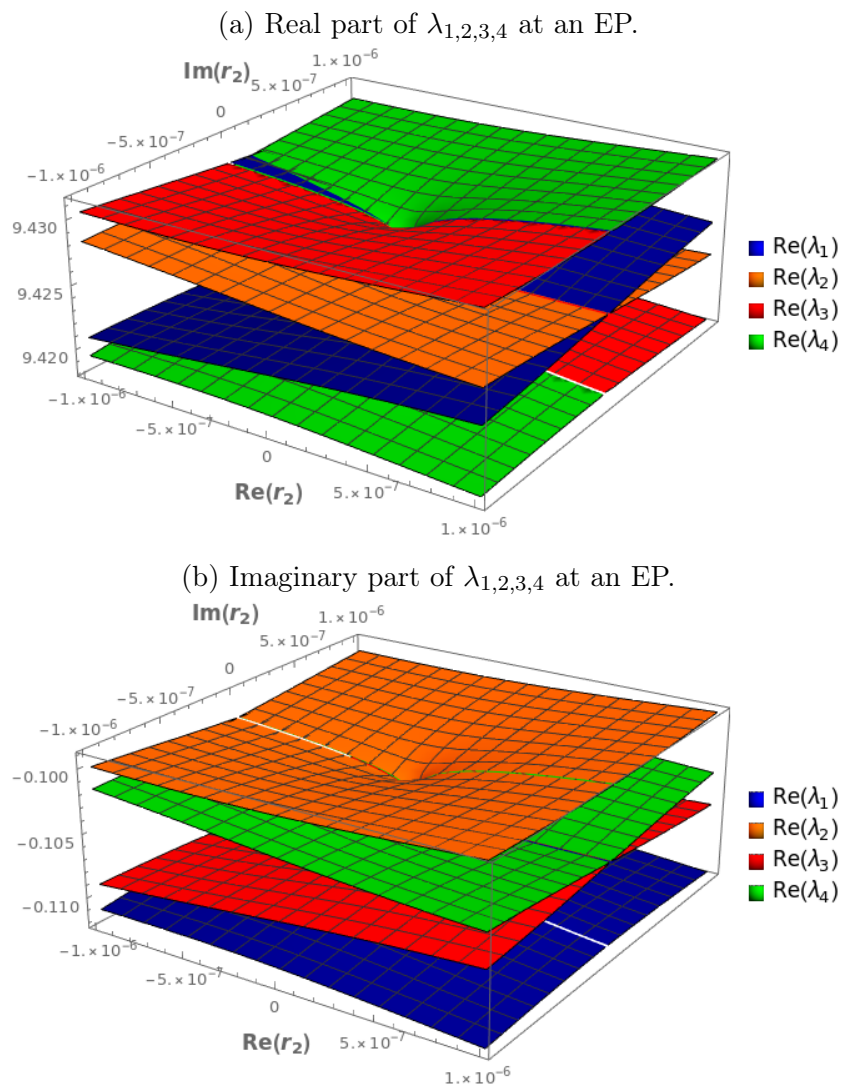 (a) Real part of λ1,2,3,4 at an EP.
Im(r2)
1.×10-6
5.×10-7
0
-5.×10-7
-1.×10-6
9.430
9.425
9.420
-1.×10-6
-5.×10-7
0
5.×10-7
1.×10-6
Re(r2)
Re(λ1)
Re(λ2)
Re(λ3)
Re(λ4)
(b) Imaginary part of λ1,2,3,4 at an EP.
Im(r2)
1.×10-6
5.×10-7
0
-5.×10-7
-1.×10-6
-0.100
-0.105
-0.110
-1.×10-6
-5.×10-7
0
5.×10-7
1.×10-6
Re(r2)
Re(λ1)
Re(λ2)
Re(λ3)
Re(λ4)